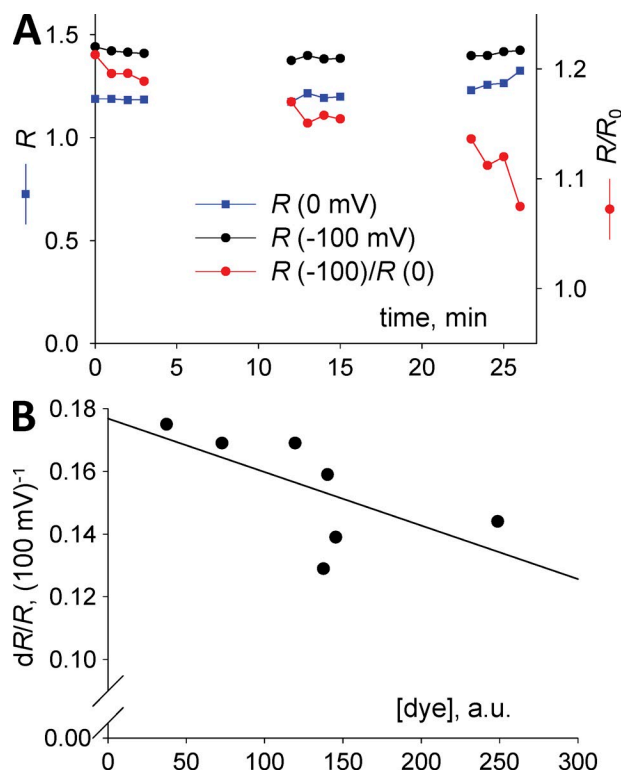 A
1.5
1.0
0.5
0.0
R
1.2
1.1
1.0
R/R0
R (0 mV)
R (-100 mV)
R (-100)/R (0)
time, min
0 5 10 15 20 25
B
0.18
0.16
0.14
0.12
0.10
0.00
dR/R, (100 mV)-1
[dye], a.u.
0 50 100 150 200 250 300